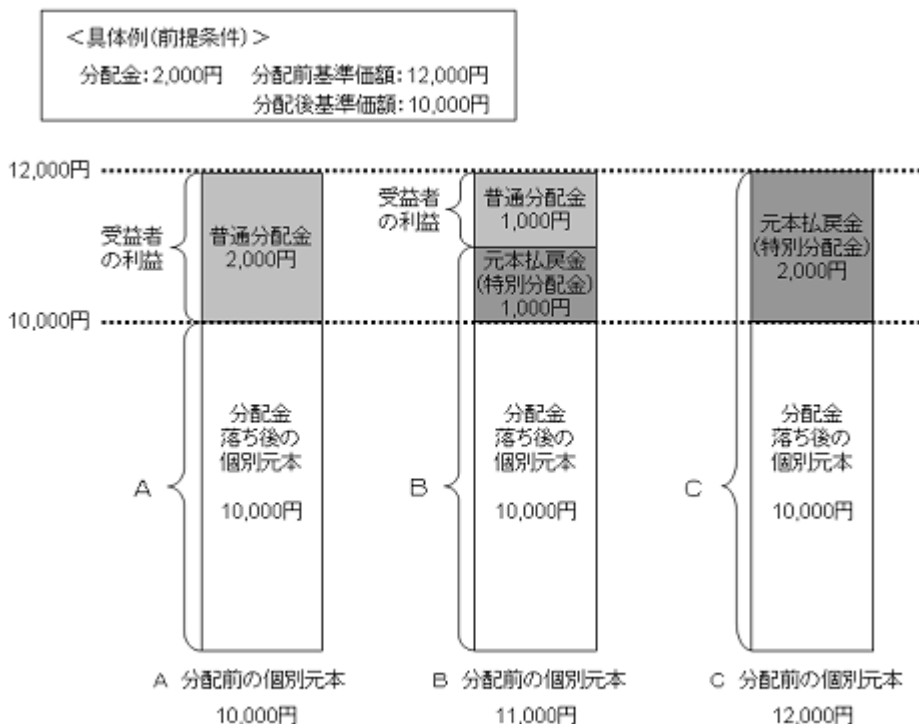 ＜具体例(前提条件)＞
分配金：2,000円 分配前基準価額：12,000円
分配後基準価額：10,000円
12,000円
受益者
の利益
普通分配金
2,000円
受益者
の利益
普通分配金
1,000円
元本払戻金
(特別分配金)
1,000円
元本払戻金
(特別分配金)
2,000円
10,000円
A
分配金
落ち後の
個別元本
10,000円
B
分配金
落ち後の
個別元本
10,000円
C
分配金
落ち後の
個別元本
10,000円
A 分配前の個別元本
10,000円
B 分配前の個別元本
11,000円
C 分配前の個別元本
12,000円